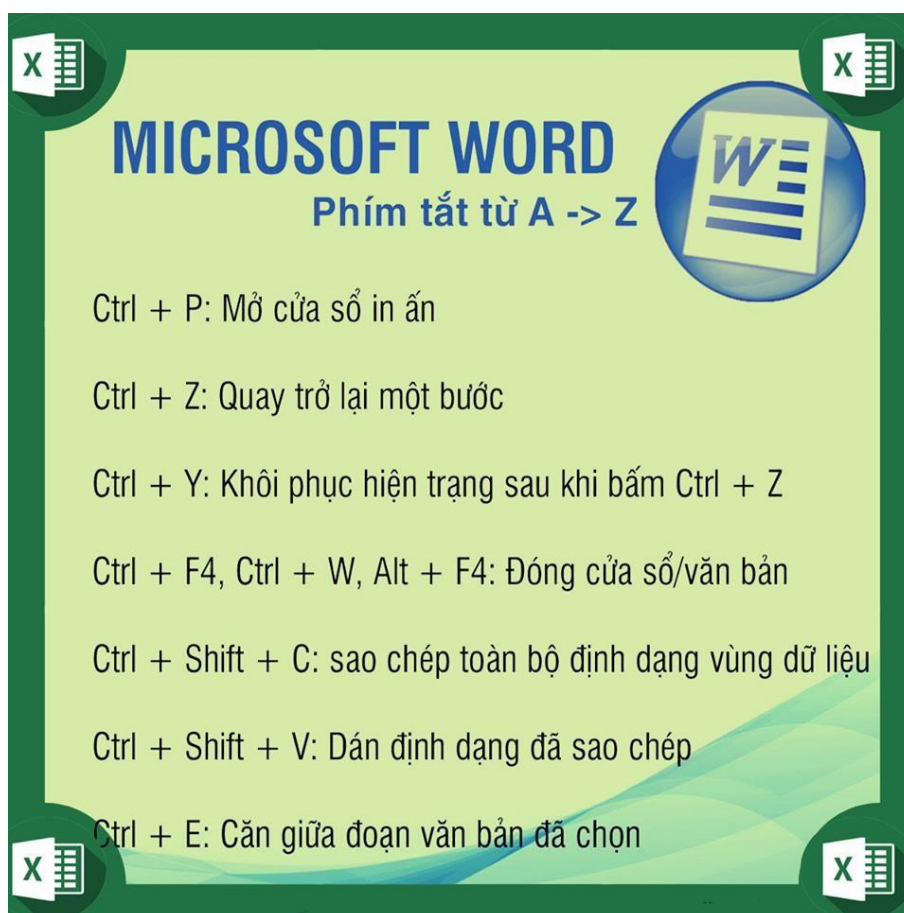 MICROSOFT WORD
Phím tắt từ A -> Z
Ctrl + P: Mở cửa sổ in ấn
Ctrl + Z: Quay trở lại một bước
Ctrl + Y: Khôi phục hiện trạng sau khi bấm Ctrl + Z
Ctrl + F4, Ctrl + W, Alt + F4: Đóng cửa sổ/văn bản
Ctrl + Shift + C: sao chép toàn bộ định dạng vùng dữ liệu
Ctrl + Shift + V: Dán định dạng đã sao chép
Ctrl + E: Căn giữa đoạn văn bản đã chọn